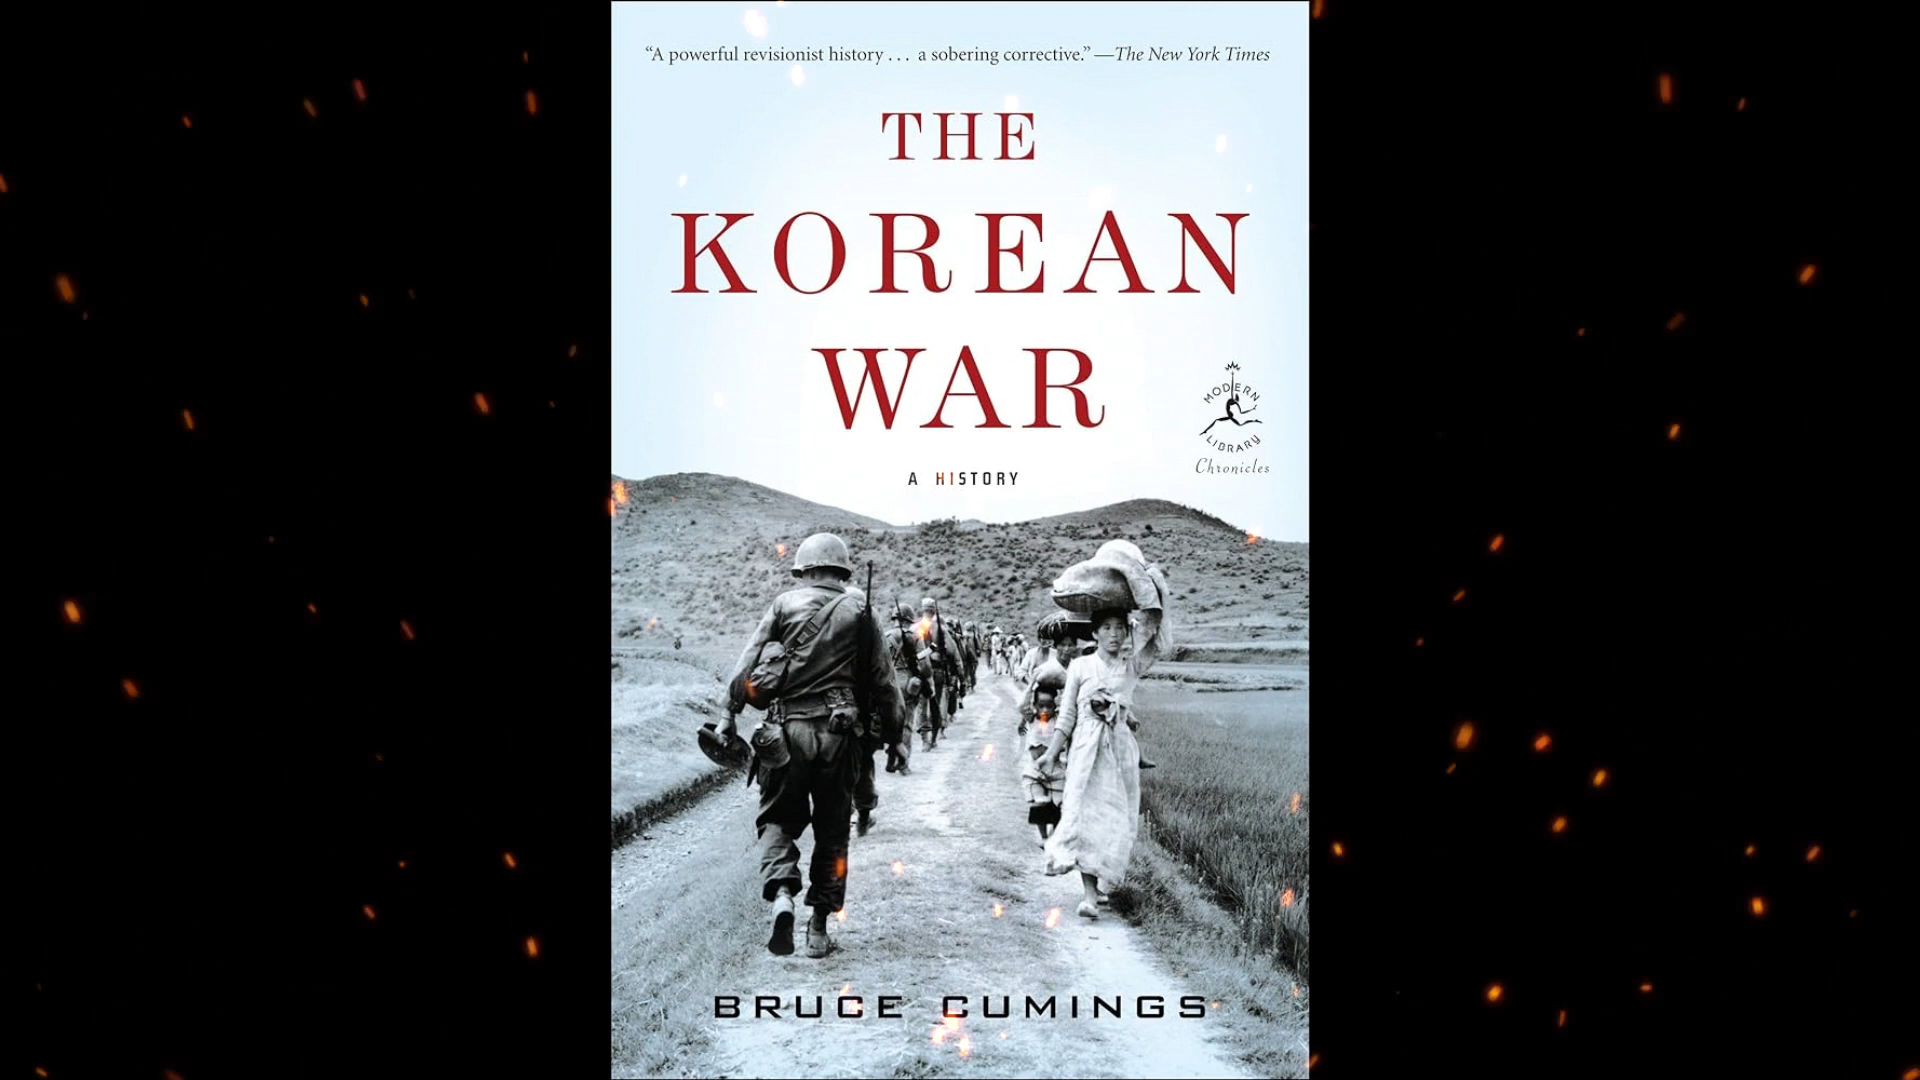 “A powerful revisionist history . . . a sobering corrective.” —The New York Times
THE
KOREAN
WAR
MODERN
LIBRARY
Chronicles
A HISTORY
BRUCE CUMINGS